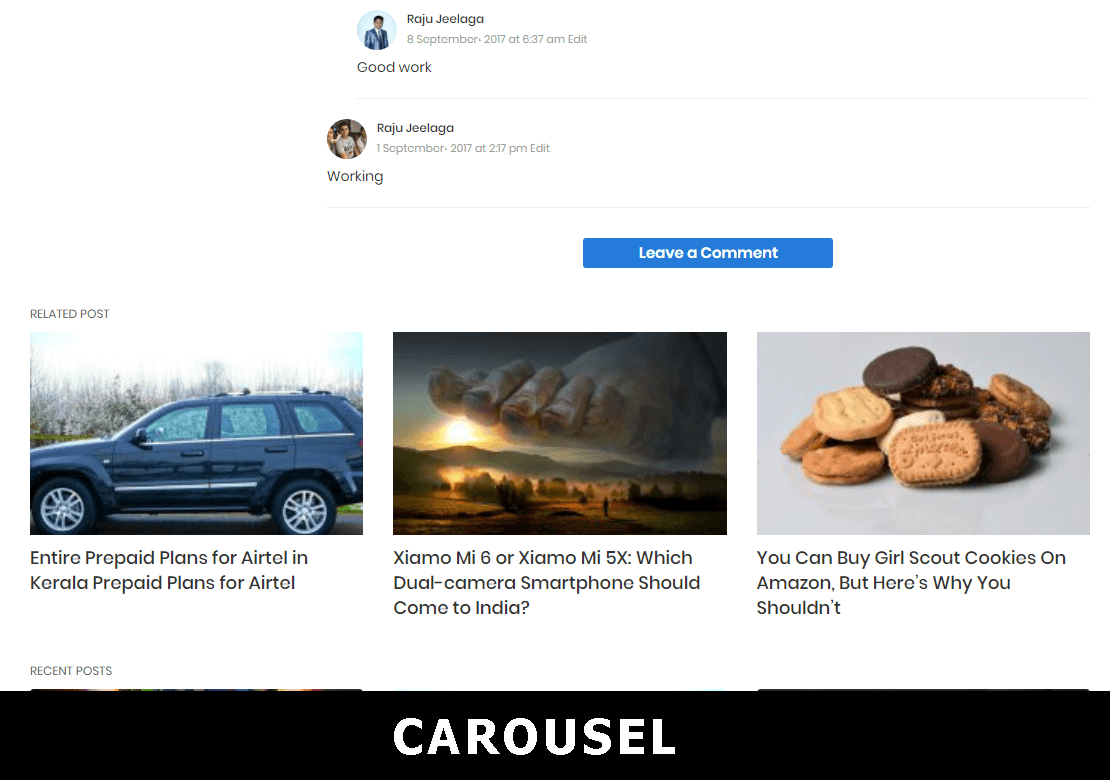 Raju Jeelaga
8 September، 2017 at 6:37 am Edit
Good work
Raju Jeelaga
1 September، 2017 at 2:17 pm Edit
Working
Leave a Comment
RELATED POST
Entire Prepaid Plans for Airtel in
Kerala Prepaid Plans for Airtel
Xiamo Mi 6 or Xiamo Mi 5X: Which
Dual-camera Smartphone Should
Come to India?
You Can Buy Girl Scout Cookies On
Amazon, But Here’s Why You
Shouldn’t
RECENT POSTS
CAROUSEL